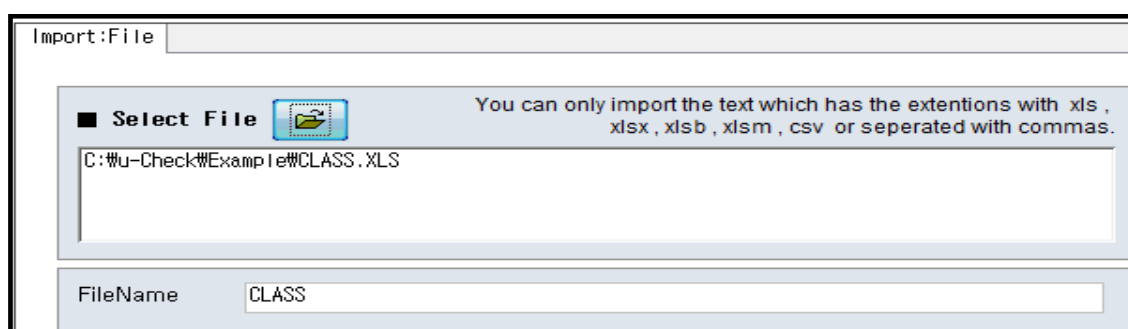 Import:File
■ Select File
You can only import the text which has the extentions with xls ,
xlsx , xlsb , xlsm , csv or seperated with commas.
C:₩u-Check₩Example₩CLASS.XLS
FileName CLASS